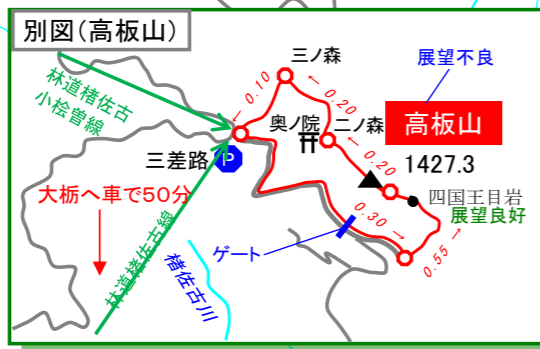 別図(高板山)
三ノ森
展望不良
林道楮佐古
小桧曽線
← 0.10
← 0.20
奥ノ院
二ノ森
高板山
三差路
P
← 0.20
1427.3
大栃へ車で50分
四国王目岩
展望良好
0.30 →
ゲート
0.55 →
林道楮佐古線
楮佐古川